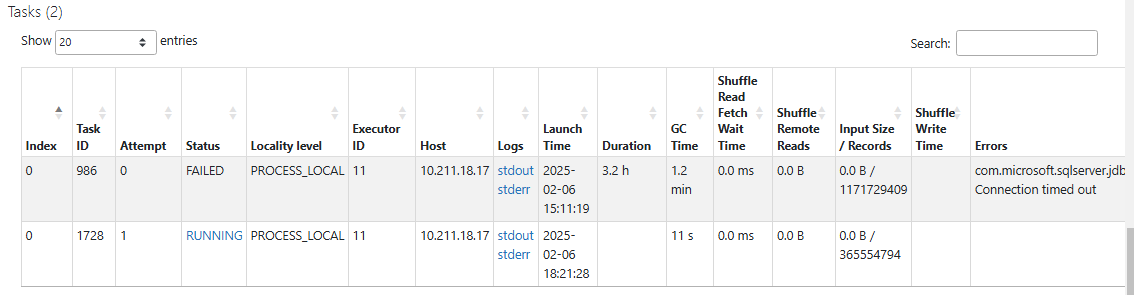 Tasks (2)
Show 20 entries
Search:
Index
Task ID
Attempt
Status
Locality level
Executor ID
Host
Logs
Launch Time
Duration
GC Time
Shuffle Read Fetch Wait Time
Shuffle Remote Reads
Input Size / Records
Shuffle Write Time
Errors
0
986
0
FAILED
PROCESS_LOCAL
11
10.211.18.17
stdout
stderr
2025-
02-06
15:11:19
3.2 h
1.2
min
0.0 ms
0.0 B
0.0 B /
1171729409
com.microsoft.sqlserver.jdb
Connection timed out
0
1728
1
RUNNING
PROCESS_LOCAL
11
10.211.18.17
stdout
stderr
2025-
02-06
18:21:28
11 s
0.0 ms
0.0 B
0.0 B /
365554794